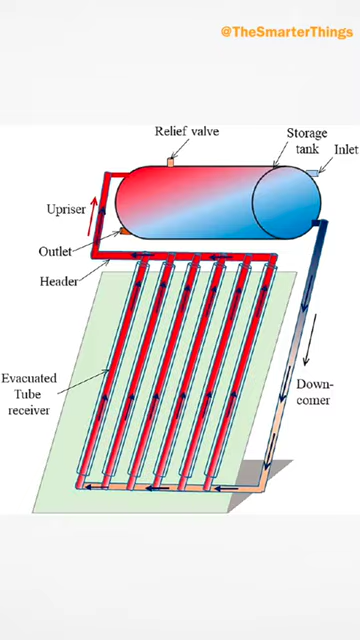 @TheSmarterThings
Relief valve
Storage
tank
Inlet
Upriser
Outlet
Header
Evacuated
Tube
receiver
Down-
comer